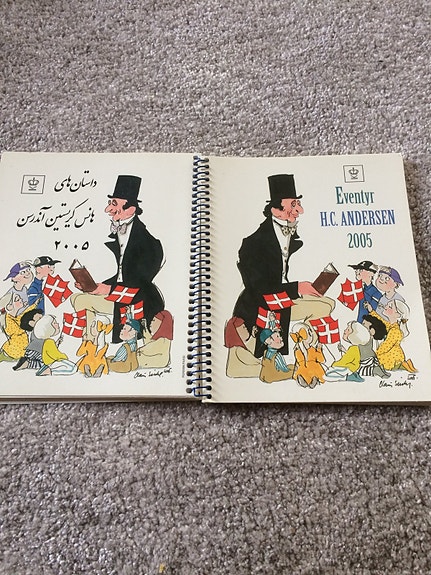 داستان‌های
هانس کریستین آندرسن
۲۰۰۵
Eventyr
H.C. ANDERSEN
2005